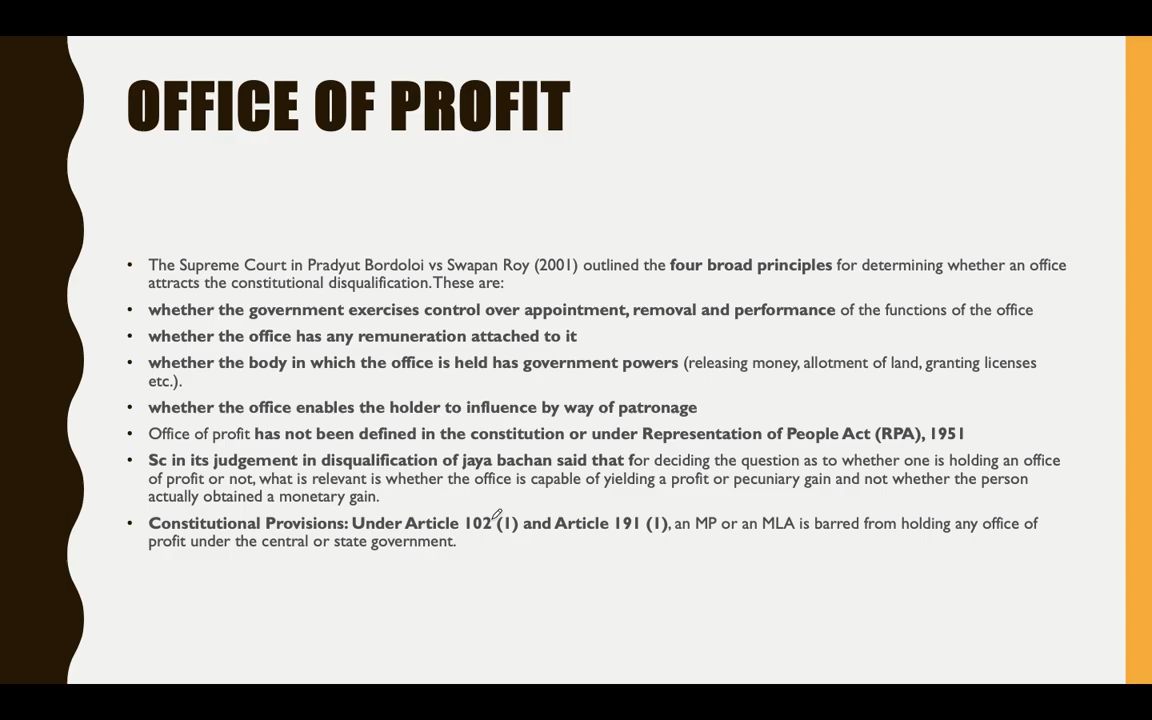 OFFICE OF PROFIT
• The Supreme Court in Pradyut Bordoloi vs Swapan Roy (2001) outlined the four broad principles for determining whether an office
attracts the constitutional disqualification. These are:
• whether the government exercises control over appointment, removal and performance of the functions of the office
• whether the office has any remuneration attached to it
• whether the body in which the office is held has government powers (releasing money, allotment of land, granting licenses
etc.).
• whether the office enables the holder to influence by way of patronage
• Office of profit has not been defined in the constitution or under Representation of People Act (RPA), 1951
• Sc in its judgement in disqualification of jaya bachan said that for deciding the question as to whether one is holding an office
of profit or not, what is relevant is whether the office is capable of yielding a profit or pecuniary gain and not whether the person
actually obtained a monetary gain.
• Constitutional Provisions: Under Article 102 (1) and Article 191 (1), an MP or an MLA is barred from holding any office of
profit under the central or state government.